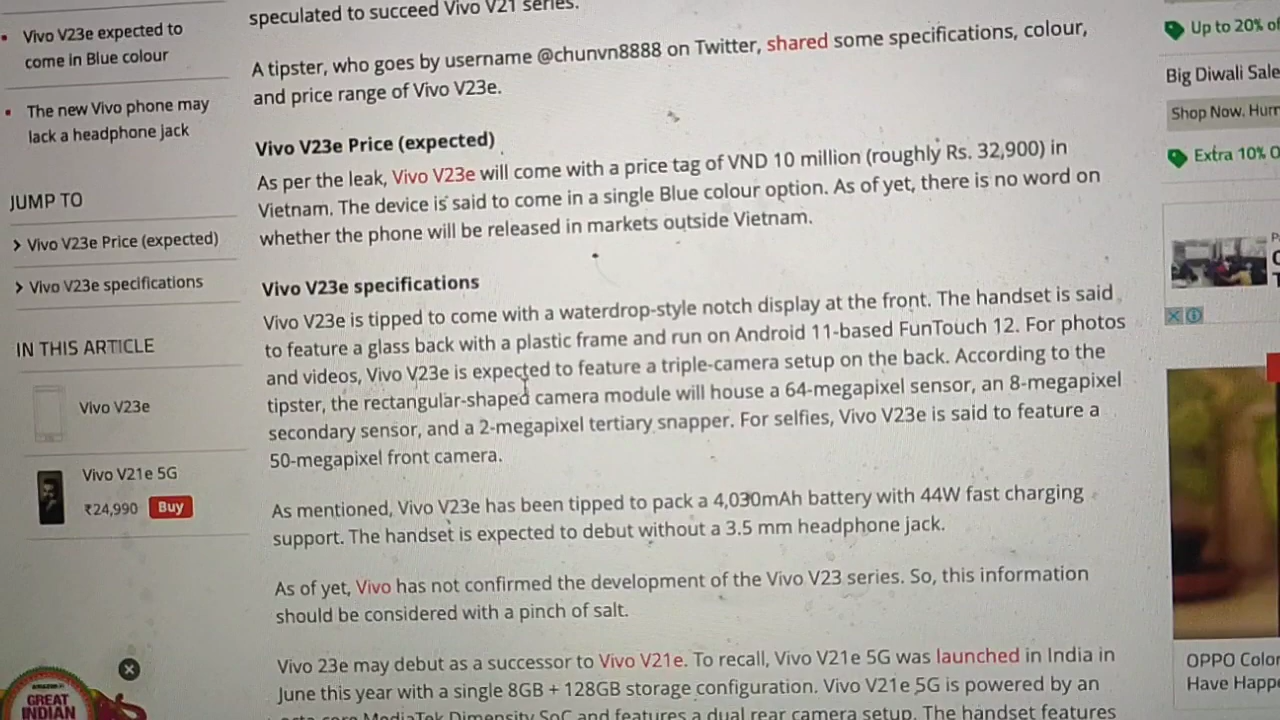 Vivo V23e expected to
come in Blue colour
The new Vivo phone may
lack a headphone jack
JUMP TO
Vivo V23e Price (expected)
Vivo V23e specifications
IN THIS ARTICLE
Vivo V23e
Vivo V21e 5G
₹24,990 Buy
GREAT
INDIAN
speculated to succeed Vivo V21 series.
A tipster, who goes by username @chunvn8888 on Twitter, shared some specifications, colour,
and price range of Vivo V23e.
Vivo V23e Price (expected)
As per the leak, Vivo V23e will come with a price tag of VND 10 million (roughly Rs. 32,900) in
Vietnam. The device is said to come in a single Blue colour option. As of yet, there is no word on
whether the phone will be released in markets outside Vietnam.
Vivo V23e specifications
Vivo V23e is tipped to come with a waterdrop-style notch display at the front. The handset is said
to feature a glass back with a plastic frame and run on Android 11-based FunTouch 12. For photos
and videos, Vivo V23e is expected to feature a triple-camera setup on the back. According to the
tipster, the rectangular-shaped camera module will house a 64-megapixel sensor, an 8-megapixel
secondary sensor, and a 2-megapixel tertiary snapper. For selfies, Vivo V23e is said to feature a
50-megapixel front camera.
As mentioned, Vivo V23e has been tipped to pack a 4,030mAh battery with 44W fast charging
support. The handset is expected to debut without a 3.5 mm headphone jack.
As of yet, Vivo has not confirmed the development of the Vivo V23 series. So, this information
should be considered with a pinch of salt.
Vivo 23e may debut as a successor to Vivo V21e. To recall, Vivo V21e 5G was launched in India in
June this year with a single 8GB + 128GB storage configuration. Vivo V21e 5G is powered by an
MediaTek Dimensity SoC and features a dual rear camera setup. The handset features
Up to 20%
Big Diwali Sale
Shop Now. Hurr
Extra 10%
OPPO Color
Have Happe